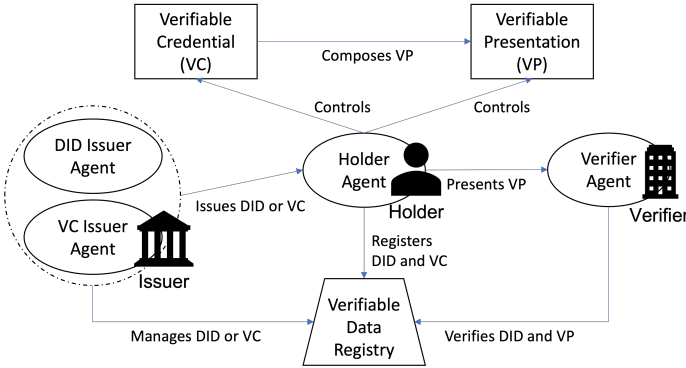 Verifiable
Credential
(VC)
Composes VP
Verifiable
Presentation
(VP)
Controls
Controls
DID Issuer
Agent
VC Issuer
Agent
Issuer
Issues DID or VC
Holder
Agent
Holder
Presents VP
Verifier
Agent
Verifier
Registers
DID and VC
Manages DID or VC
Verifiable
Data
Registry
Verifies DID and VP